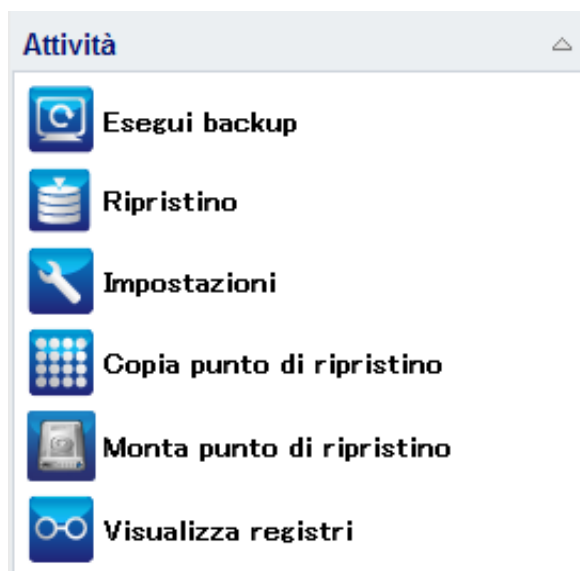 Attività
Esegui backup
Ripristino
Impostazioni
Copia punto di ripristino
Monta punto di ripristino
Visualizza registri